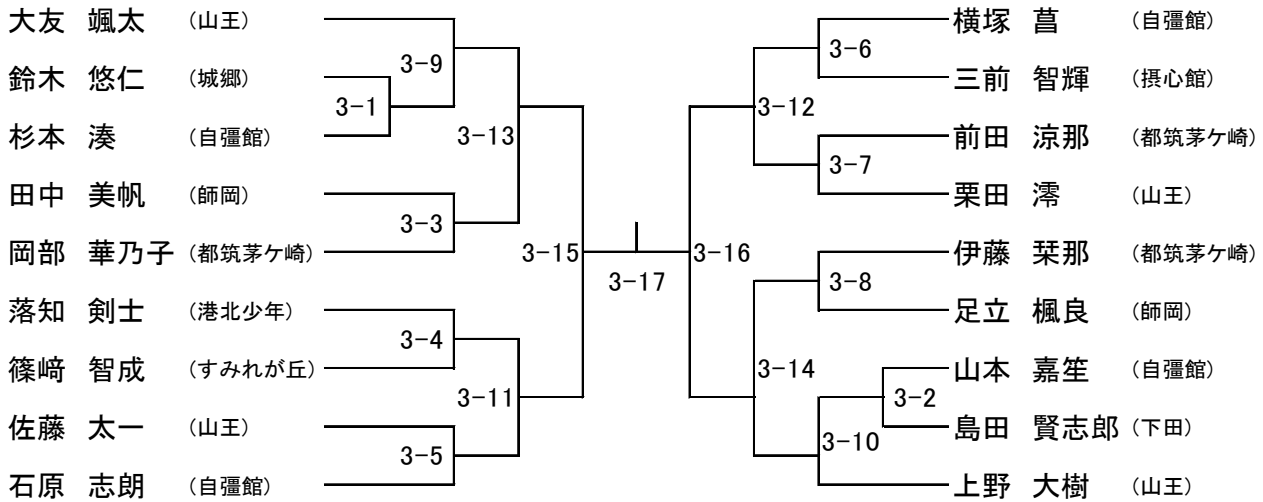 大友 颯太 (山王)
鈴木 悠仁 (城郷)
杉本 湊 (自彊館)
田中 美帆 (師岡)
岡部 華乃子 (都筑茅ケ崎)
落知 剣士 (港北少年)
篠﨑 智成 (すみれが丘)
佐藤 太一 (山王)
石原 志朗 (自彊館)
3-9
3-1
3-13
3-3
3-15
3-4
3-11
3-5
3-17
3-6
3-12
3-7
3-16
3-8
3-14
3-2
3-10
横塚 菖 (自彊館)
三前 智輝 (摂心館)
前田 涼那 (都筑茅ケ崎)
栗田 澪 (山王)
伊藤 栞那 (都筑茅ケ崎)
足立 楓良 (師岡)
山本 嘉笙 (自彊館)
島田 賢志郎 (下田)
上野 大樹 (山王)